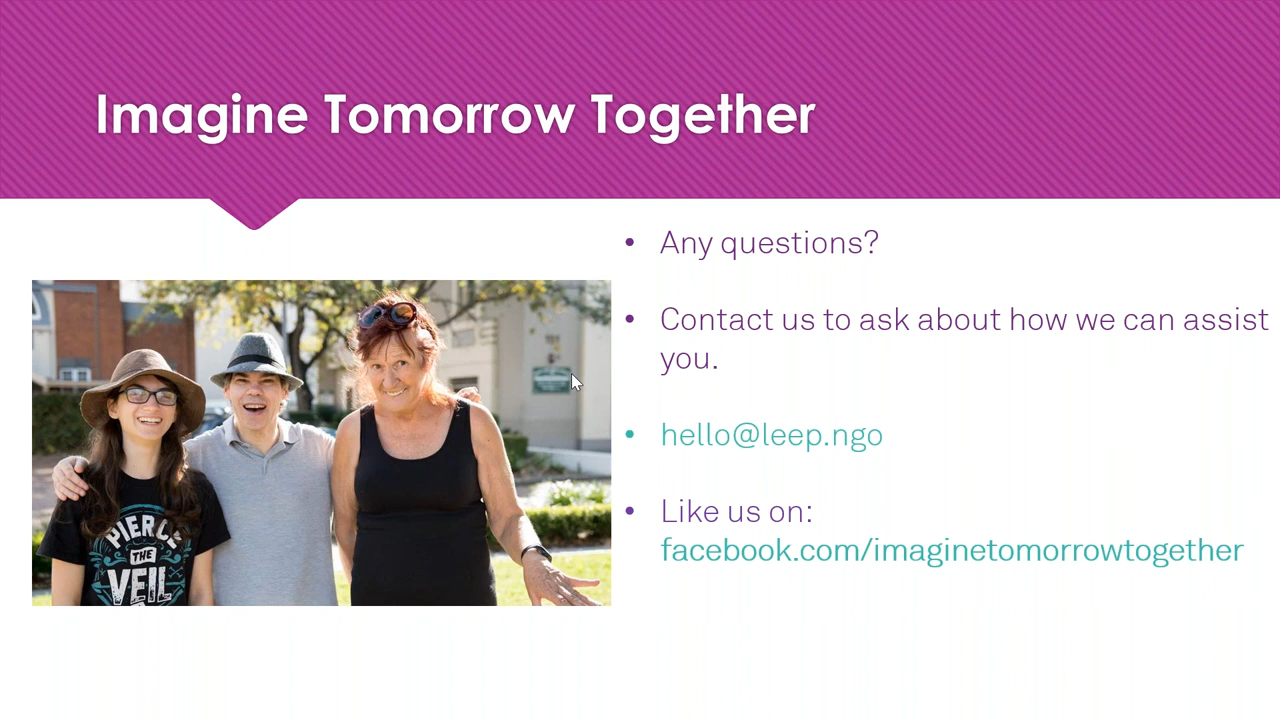 Imagine Tomorrow Together
• Any questions?
• Contact us to ask about how we can assist
you.
• hello@leep.ngo
• Like us on:
facebook.com/imaginetomorrowtogether
PIERCE
THE
VEIL